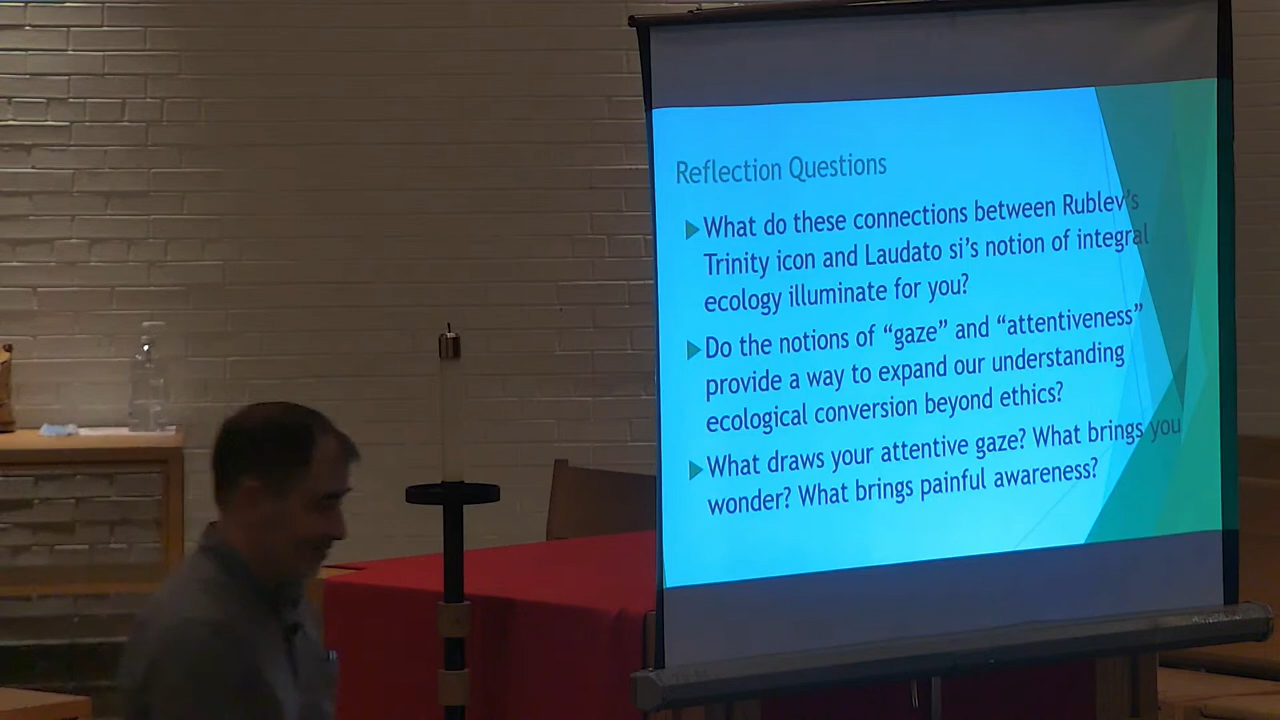 Reflection Questions
What do these connections between Rublev's
Trinity icon and Laudato si's notion of integral
ecology illuminate for you?
Do the notions of “gaze” and “attentiveness”
provide a way to expand our understanding
ecological conversion beyond ethics?
What draws your attentive gaze? What brings you
wonder? What brings painful awareness?